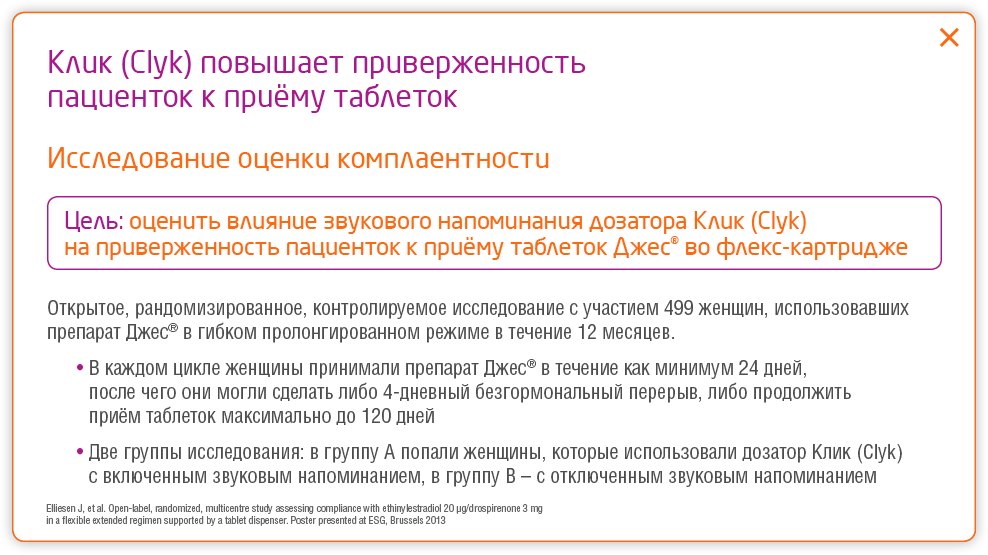 Клик (Clyk) повышает приверженность
пациенток к приёму таблеток
Исследование оценки комплаентности
Цель: оценить влияние звукового напоминания дозатора Клик (Clyk)
на приверженность пациенток к приёму таблеток Джес® во флекс-картридже
Открытое, рандомизированное, контролируемое исследование с участием 499 женщин, использовавших
препарат Джес® в гибком пролонгированном режиме в течение 12 месяцев.
• В каждом цикле женщины принимали препарат Джес® в течение как минимум 24 дней,
после чего они могли сделать либо 4-дневный безгормональный перерыв, либо продолжить
приём таблеток максимально до 120 дней
• Две группы исследования: в группу А попали женщины, которые использовали дозатор Клик (Clyk)
с включенным звуковым напоминанием, в группу В – с отключенным звуковым напоминанием
Elliesen J, et al. Open-label, randomized, multicentre study assessing compliance with ethinylestradiol 20 µg/drospirenone 3 mg
in a flexible extended regimen supported by a tablet dispenser. Poster presented at ESG, Brussels 2013